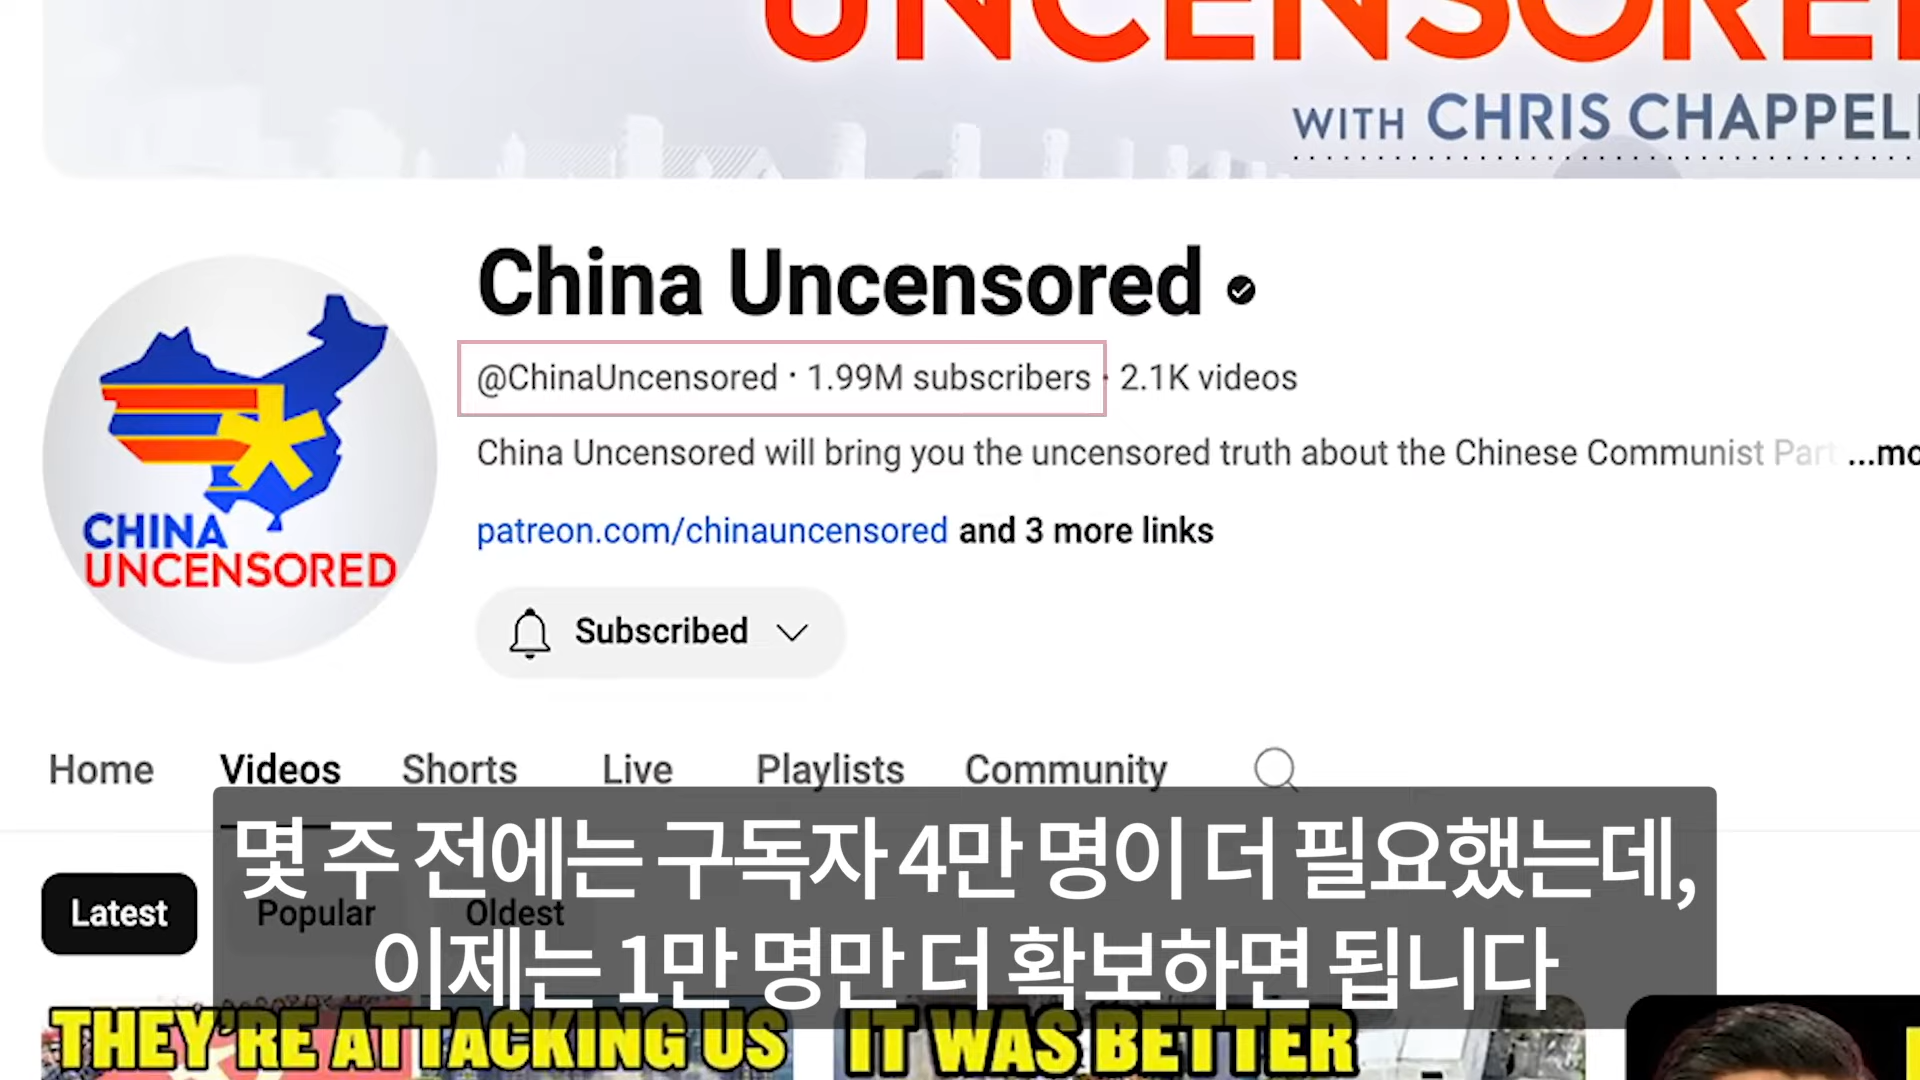 UNCENSORE
WITH CHRIS CHAPPEL
China Uncensored
@ChinaUncensored · 1.99M subscribers · 2.1K videos
China Uncensored will bring you the uncensored truth about the Chinese Communist Part ...mo
CHINA
UNCENSORED
patreon.com/chinauncensored and 3 more links
Subscribed
Home Videos Shorts Live Playlists Community
몇 주 전에는 구독자 4만 명이 더 필요했는데,
Latest Popular Oldest
이제는 1만 명만 더 확보하면 됩니다
THEY'RE ATTACKING US IT WAS BETTER